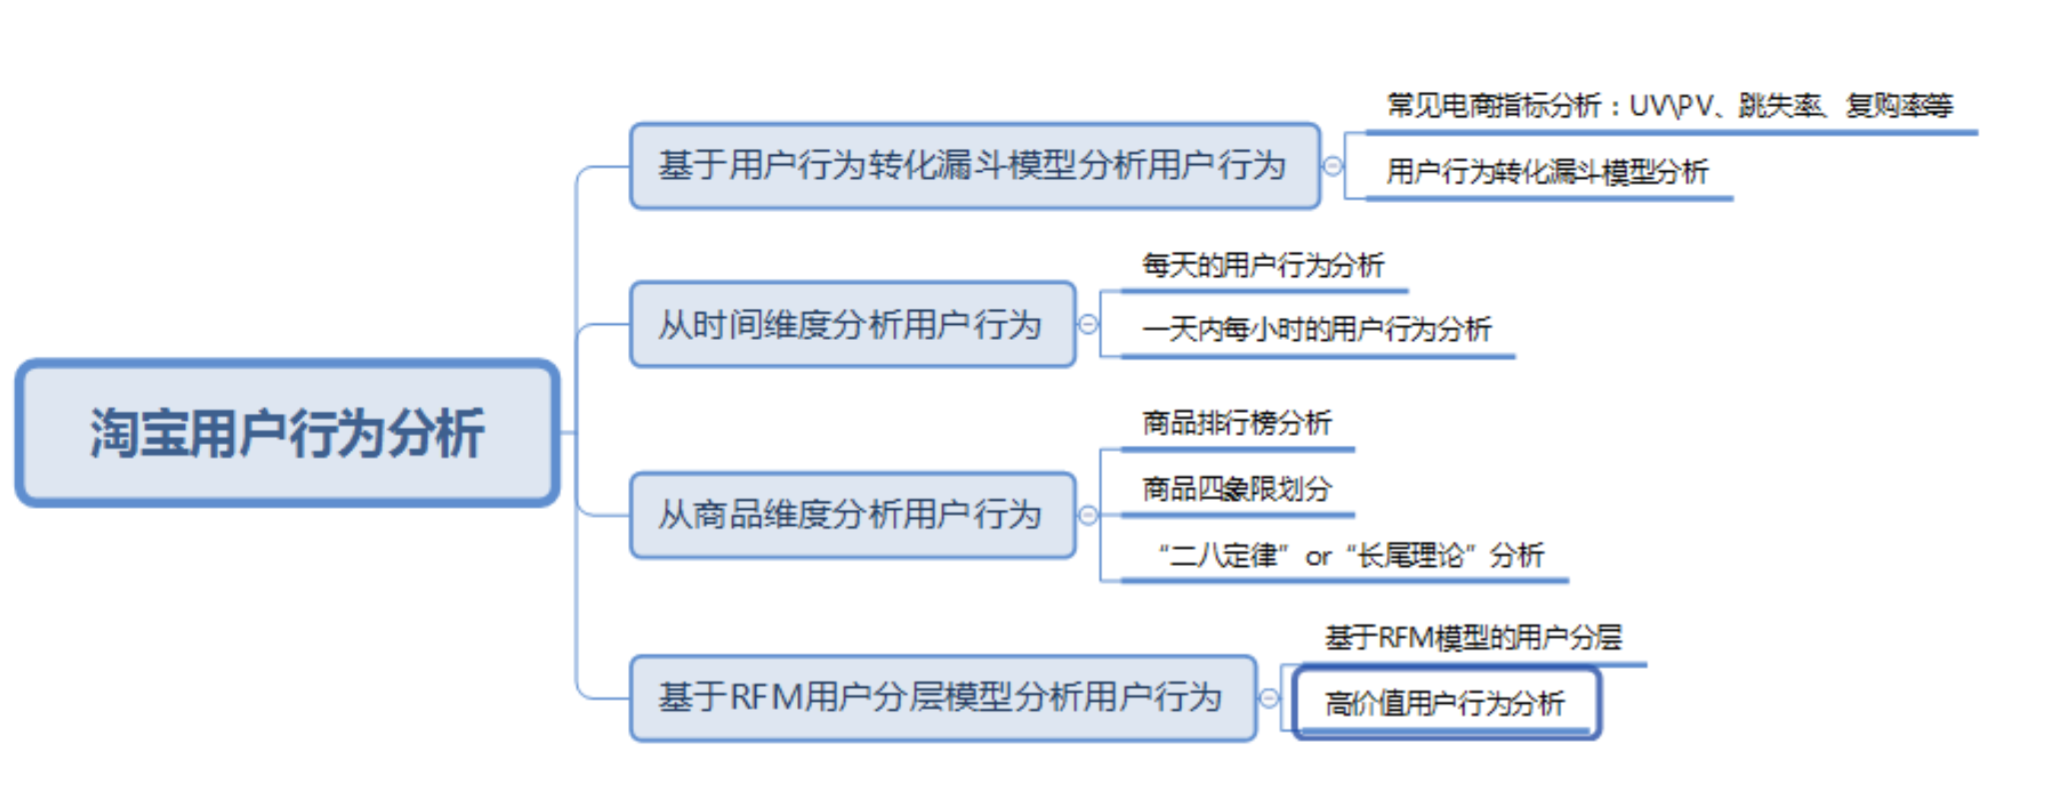 淘宝用户行为分析
基于用户行为转化漏斗模型分析用户行为
常见电商指标分析：UV\PV、跳失率、复购率等
用户行为转化漏斗模型分析
从时间维度分析用户行为
每天的用户行为分析
一天内每小时的用户行为分析
从商品维度分析用户行为
商品排行榜分析
商品四象限划分
“二八定律”or“长尾理论”分析
基于RFM用户分层模型分析用户行为
基于RFM模型的用户分层
高价值用户行为分析